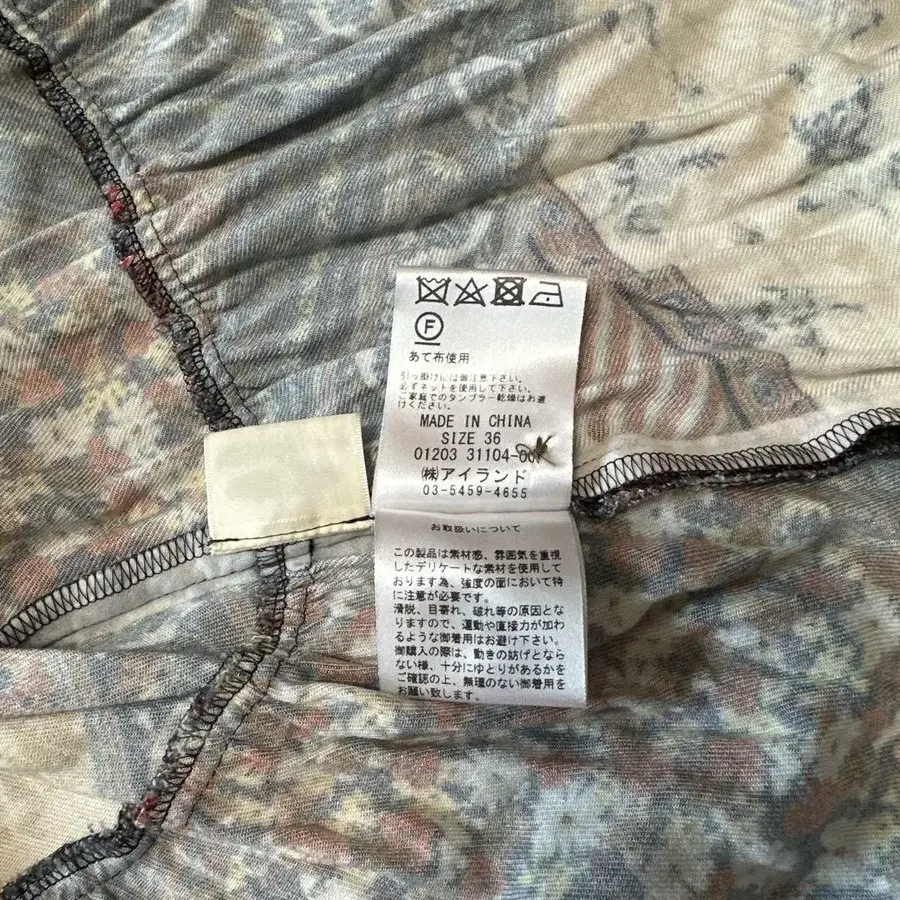 F
あて布使用
引っ掛けには御注意下さい。
必ずネットを使用して下さい。
ご家庭でのタンブラー乾燥はお避
けください。
MADE IN CHINA
SIZE 36
01203 31104-
㈱アイランド
03-5459-4655
お取扱いについて
この製品は素材感、雰囲気を重視
したデリケートな素材を使用して
おります為、強度の面において特
に注意が必要です。
滑脱、目寄れ、破れ等の原因とな
りますので、運動や直接力が加わ
るような御着用はお避け下さい。
御購入の際は、動きの妨げとなら
ない様、十分にゆとりがあるかを
ご確認の上、無理のない御着用を
お願い致します。